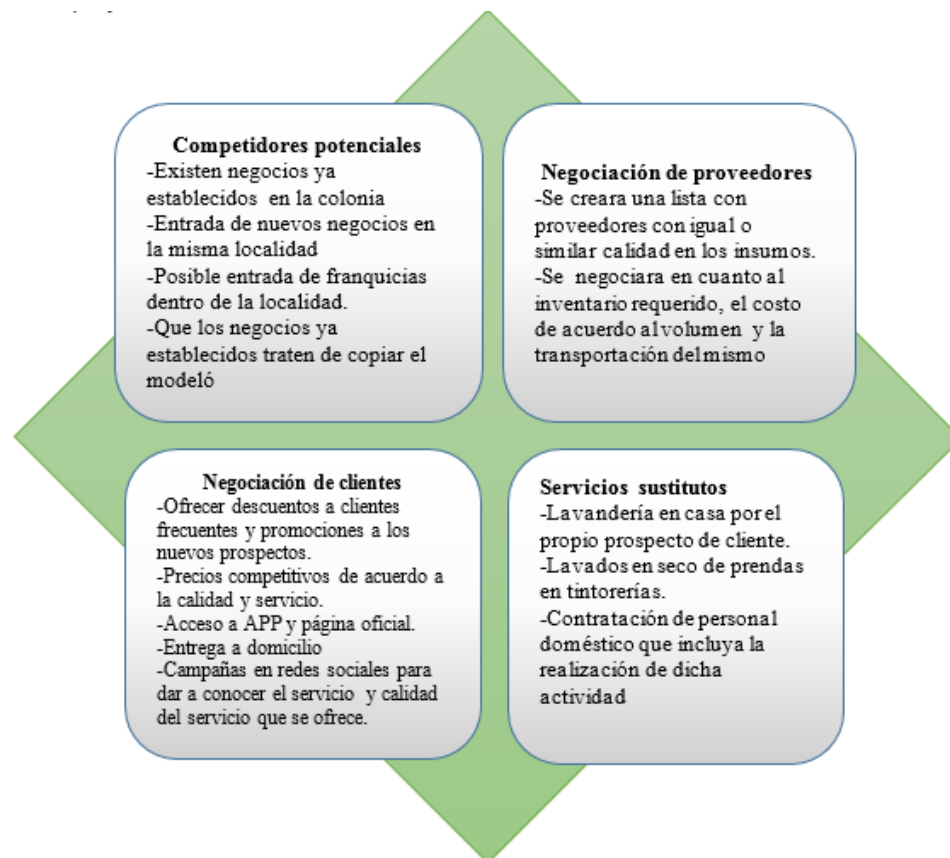 Competidores potenciales
-Existen negocios ya
establecidos en la colonia
-Entrada de nuevos negocios en
la misma localidad
-Posible entrada de franquicias
dentro de la localidad.
-Que los negocios ya
establecidos traten de copiar el
modeló
Negociación de proveedores
-Se creara una lista con
proveedores con igual o
similar calidad en los insumos.
-Se negociara en cuanto al
inventario requerido, el costo
de acuerdo al volumen y la
transportación del mismo
Negociación de clientes
-Ofrecer descuentos a clientes
frecuentes y promociones a los
nuevos prospectos.
-Precios competitivos de acuerdo a
la calidad y servicio.
-Acceso a APP y página oficial.
-Entrega a domicilio
-Campañas en redes sociales para
dar a conocer el servicio y calidad
del servicio que se ofrece.
Servicios sustitutos
-Lavandería en casa por el
propio prospecto de cliente.
-Lavados en seco de prendas
en tintorerías.
-Contratación de personal
doméstico que incluya la
realización de dicha
actividad